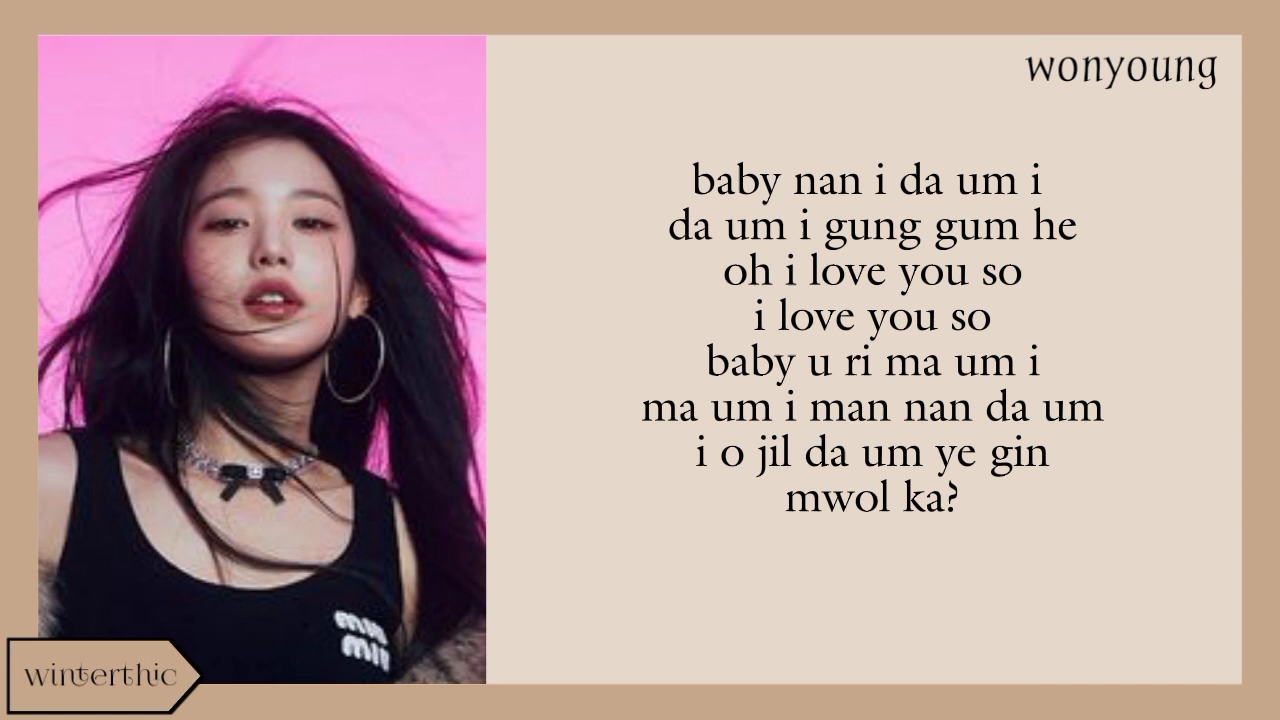 wonyoung
baby nan i da um i
da um i gung gum he
oh i love you so
i love you so
baby u ri ma um i
ma um i man nan da um
i o jil da um ye gin
mwol ka?
miu
miu
winterthic